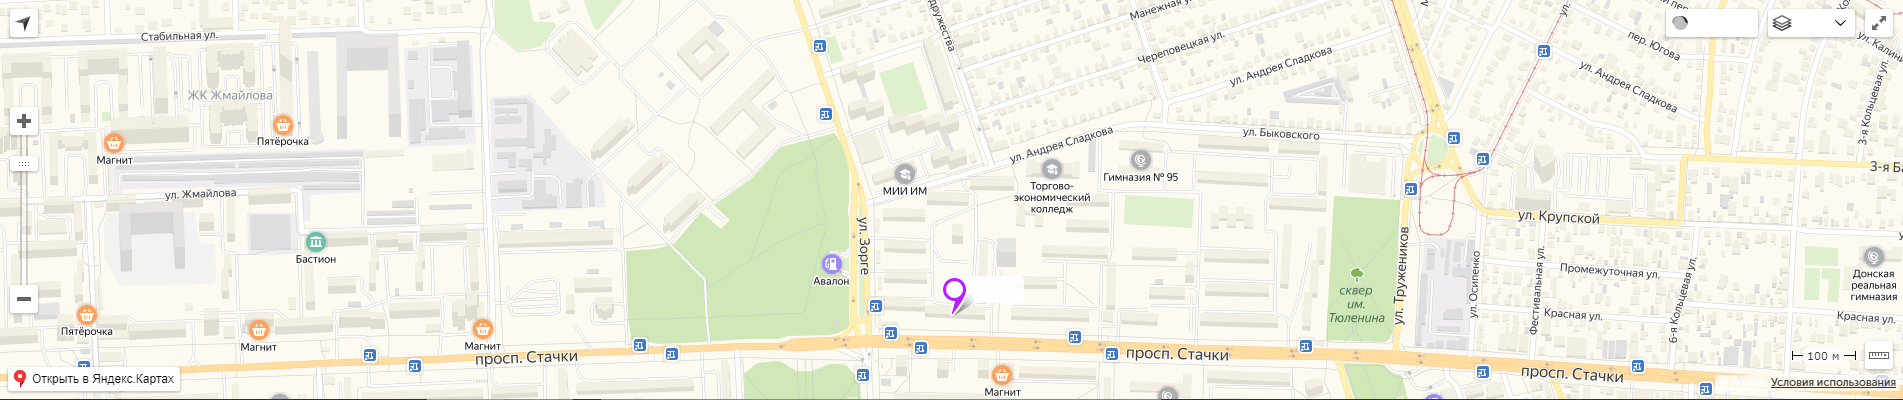 Стабильная ул.
ЖК Жмайлова
Пятёрочка
Магнит
ул. Жмайлова
Бастион
Пятёрочка
Магнит
Магнит
просп. Стачки
Открыть в Яндекс.Картах
дружества
Манежная ул.
Череповецкая ул.
ул. Андрея Сладкова
ул. Андрея Сладкова
ул. Быковского
МИИ ИМ
Торгово-
экономический
колледж
Гимназия № 95
ул. Зорге
Авалон
Магнит
просп. Стачки
сквер
им.
Тюленина
ул. Тружеников
ул. Осипенко
ул. Крупской
Фестивальная ул.
Промежуточная ул.
Красная ул.
6-я Кольцевая ул.
просп. Стачки
пер. Югова
ул. Андрея Сладкова
3-я Кольцевая ул.
ул. Калини
3-я Ба
Донская
реальная
гимназия
Красная ул.
100 м
Условия использования